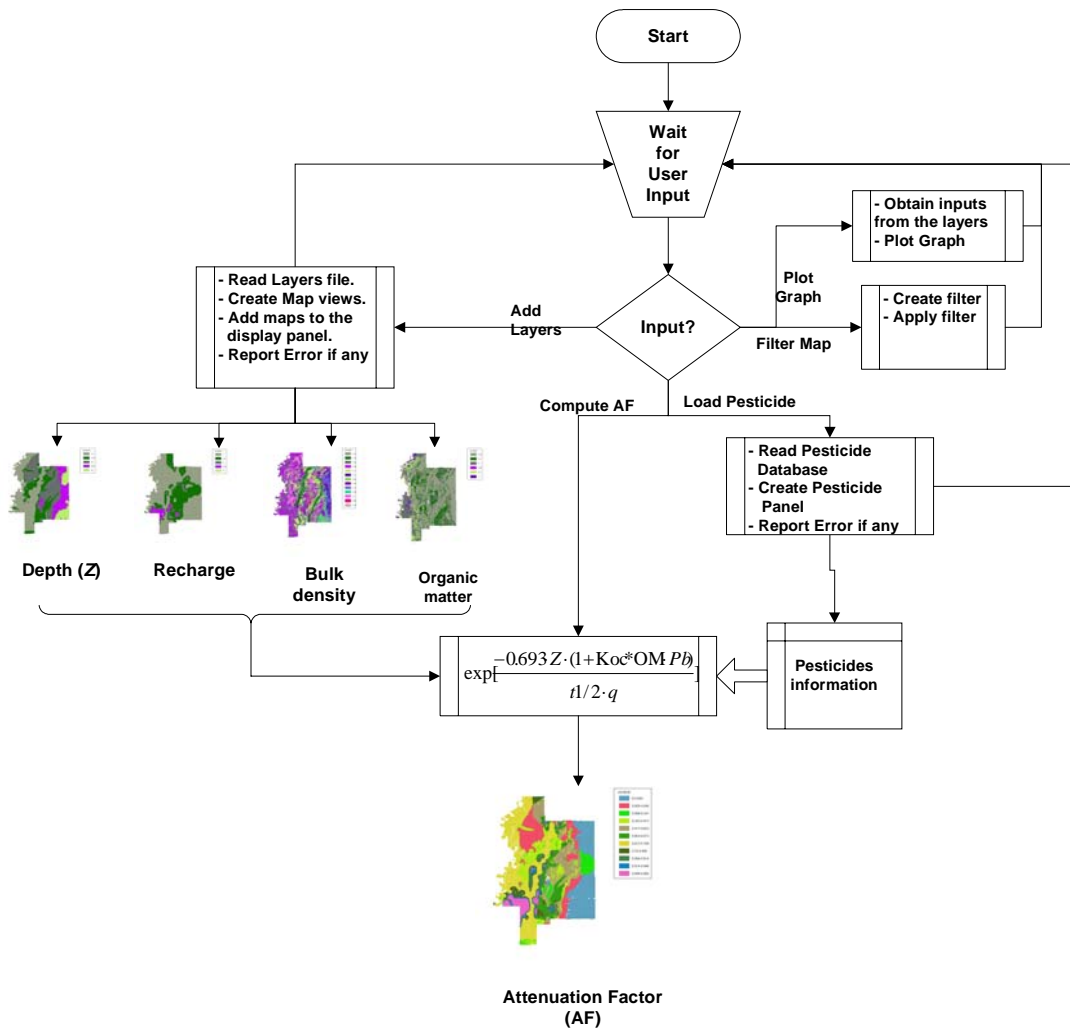 Start
Wait
for
User
Input
- Obtain inputs
from the layers
- Plot Graph
Plot
Graph
- Create filter
- Apply filter
Filter Map
Input?
Add
Layers
- Read Layers file.
- Create Map views.
- Add maps to the
display panel.
- Report Error if any
Compute AF
Load Pesticide
- Read Pesticide
Database
- Create Pesticide
Panel
- Report Error if any
Depth (Z)
Recharge
Bulk
density
Organic
matter
exp[
-0.693 Z · (1+Koc*OM·Pb)
t1/2 · q
]
Pesticides
information
Attenuation Factor
(AF)